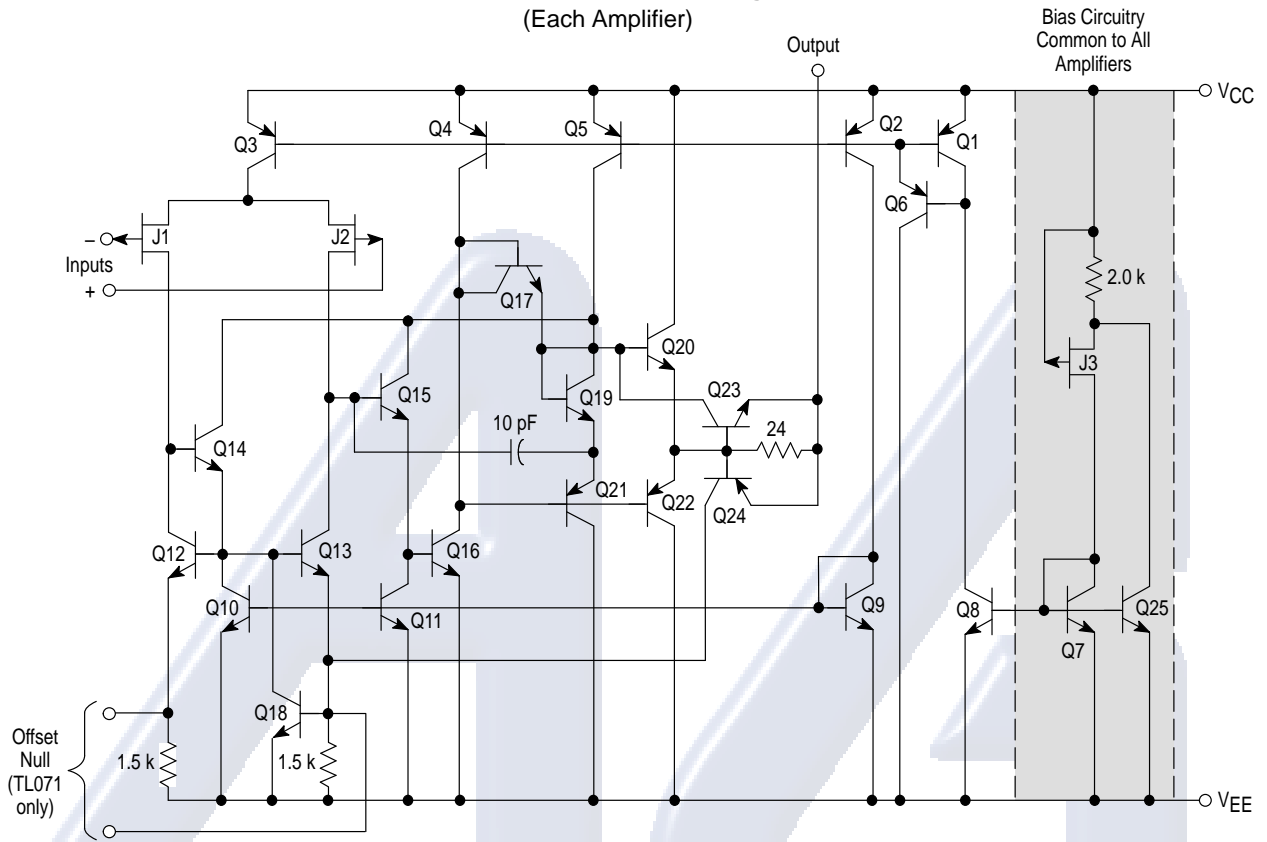 (Each Amplifier)
Bias Circuitry
Common to All
Amplifiers
Output
VCC
Q3
Q4
Q5
Q2
Q1
Q6
–
J1
J2
Inputs
+
Q17
2.0 k
J3
Q20
Q15
Q19
Q23
10 pF
24
Q14
Q21
Q22
Q24
Q12
Q13
Q16
Q10
Q11
Q9
Q8
Q7
Q25
Q18
Offset
Null
(TL071
only)
1.5 k
1.5 k
VEE